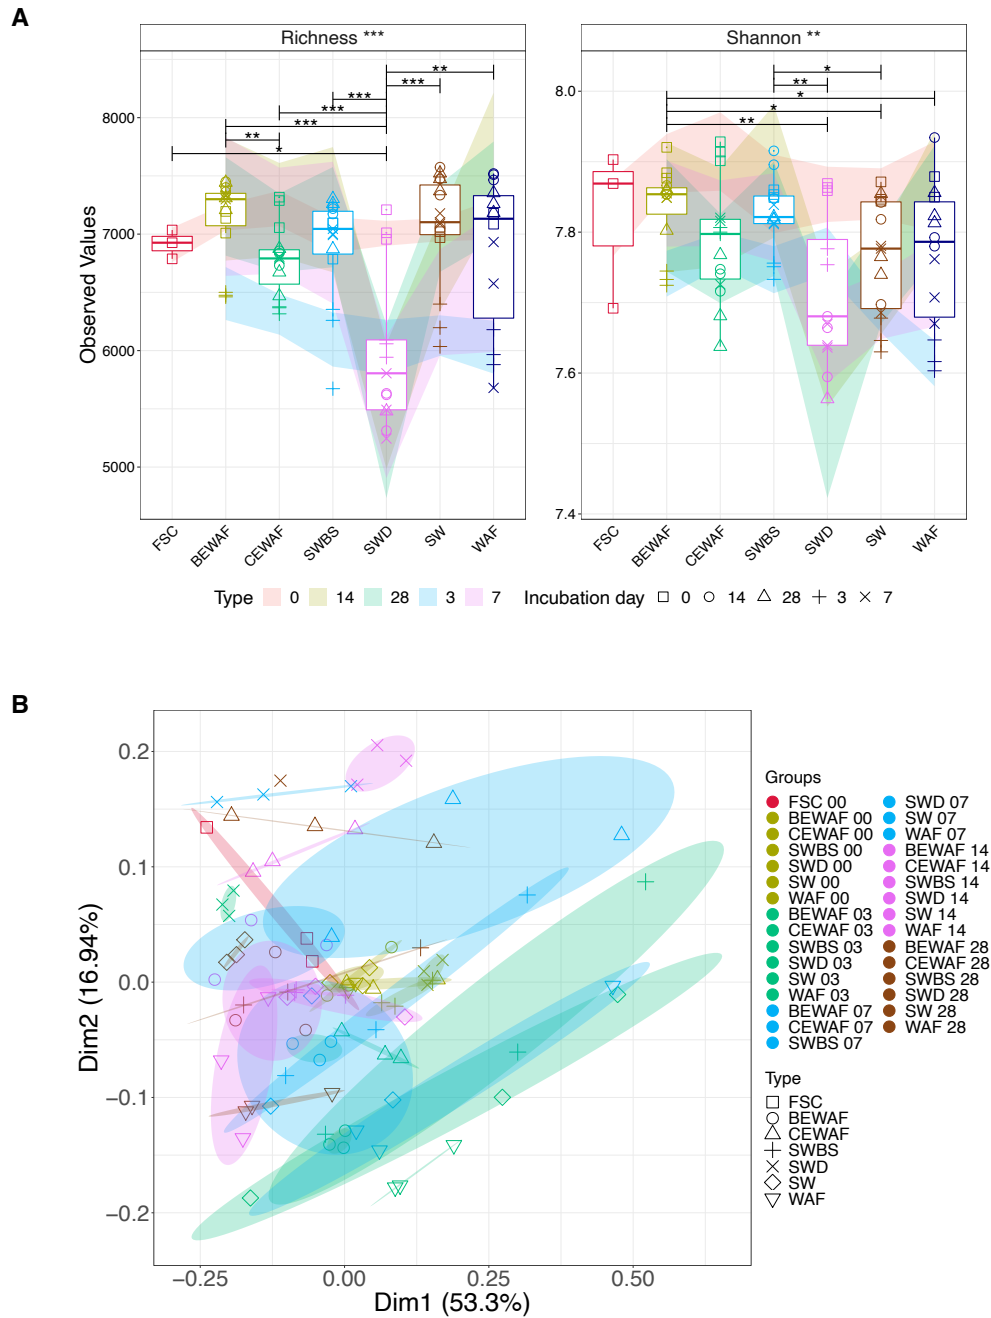 A
Richness ***
Shannon **
Observed Values
8000
7000
6000
5000
8.0
7.8
7.6
7.4
**
***
***
***
***
**
*
*
**
*
*
**
FSC
BEWAF
CEWAF
SWBS
SWD
SW
WAF
FSC
BEWAF
CEWAF
SWBS
SWD
SW
WAF
Type 0 14 28 3 7 Incubation day 0 14 28 3 7
B
Dim2 (16.94%)
0.2
0.1
0.0
−0.1
−0.2
−0.25 0.00 0.25 0.50
Dim1 (53.3%)
Groups
FSC 00
BEWAF 00
CEWAF 00
SWBS 00
SWD 00
SW 00
WAF 00
BEWAF 03
CEWAF 03
SWBS 03
SWD 03
SW 03
WAF 03
BEWAF 07
CEWAF 07
SWBS 07
SWD 07
SW 07
WAF 07
BEWAF 14
CEWAF 14
SWBS 14
SWD 14
SW 14
WAF 14
BEWAF 28
CEWAF 28
SWBS 28
SWD 28
SW 28
WAF 28
Type
FSC
BEWAF
CEWAF
SWBS
SWD
SW
WAF